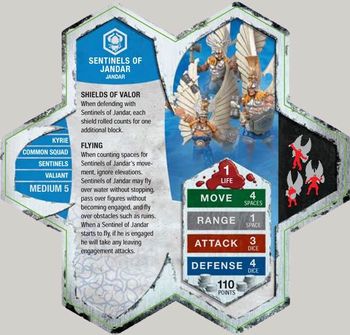 SENTINELS OF
JANDAR
JANDAR
SHIELDS OF VALOR
When defending with
Sentinels of Jandar, each
shield rolled counts for one
additional block.
FLYING
When counting spaces for
Sentinels of Jandar's move-
ment, ignore elevations.
Sentinels of Jandar may fly
over water without stopping,
pass over figures without
becoming engaged, and fly
over obstacles such as ruins.
When a Sentinel of Jandar
starts to fly, if he is engaged
he will take any leaving
engagement attacks.
KYRIE
COMMON SQUAD
SENTINELS
VALIANT
MEDIUM 5
1
LIFE
MOVE 4
SPACES
RANGE 1
SPACE
ATTACK 3
DICE
DEFENSE 4
DICE
110
POINTS